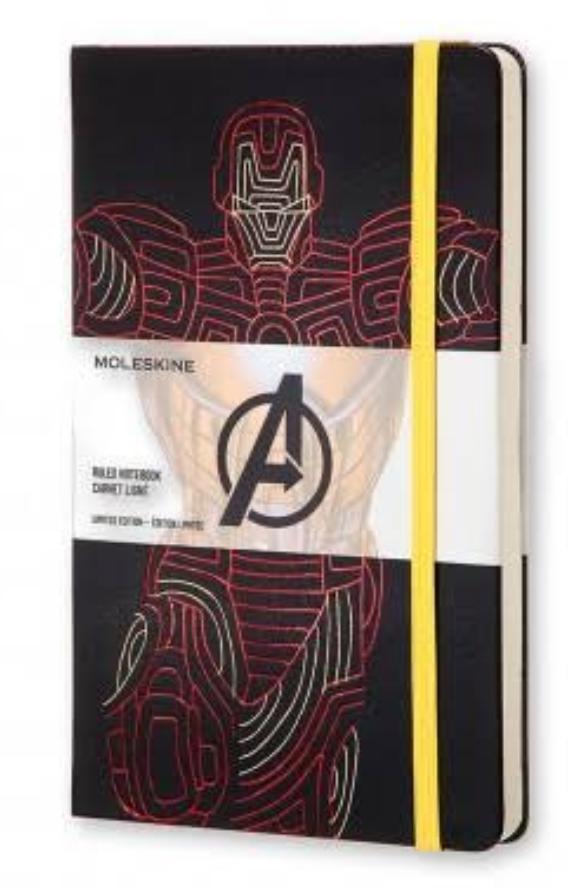 MOLESKINE
RULED NOTEBOOK
CARNET LIGNÉ
LIMITED EDITION – ÉDITION LIMITÉE